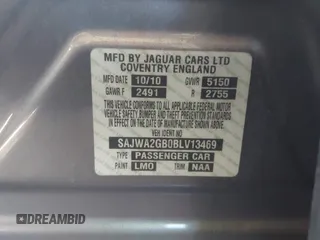 MFD BY JAGUAR CARS LTD
COVENTRY ENGLAND
MFD DATE 10/10 GVWR 5150
GAWR F 2491 R 2755
THIS VEHICLE CONFORMS TO ALL APPLICABLE FEDERAL MOTOR
VEHICLE SAFETY, BUMPER AND THEFT PREVENTION STANDARDS
IN EFFECT ON THE DATE OF MANUFACTURE SHOWN ABOVE
VEH IDENT NO
SAJWA2GB0BLV13469
TYPE PASSENGER CAR
PAINT LMO TRIM NAA
DREAMBID